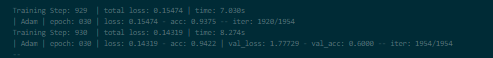 Training Step: 929 | total loss: 0.15474 | time: 7.030s
| Adam | epoch: 030 | loss: 0.15474 - acc: 0.9375 -- iter: 1920/1954
Training Step: 930 | total loss: 0.14319 | time: 8.274s
| Adam | epoch: 030 | loss: 0.14319 - acc: 0.9422 | val_loss: 1.77729 - val_acc: 0.6000 -- iter: 1954/1954
--